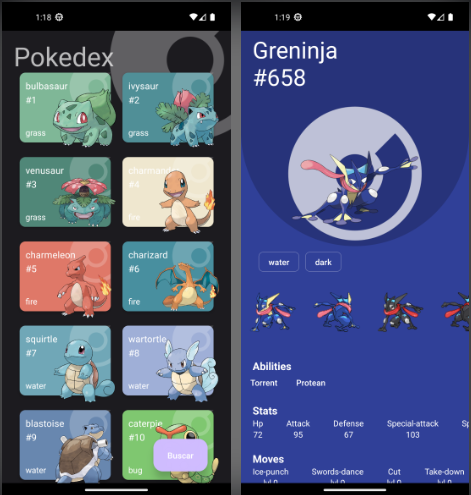 1:18
Pokedex
bulbasaur
#1
grass
ivysaur
#2
grass
venusaur
#3
grass
charmander
#4
fire
charmeleon
#5
fire
charizard
#6
fire
squirtle
#7
water
wartortle
#8
water
blastoise
#9
water
caterpie
#10
bug
Buscar
1:19
Greninja
#658
water dark
Abilities
Torrent Protean
Stats
Hp Attack Defense Special-attack
72 95 67 103
Moves
Ice-punch Swords-dance Cut Take-down
lvl 0 lvl 0 lvl 0 lvl 0